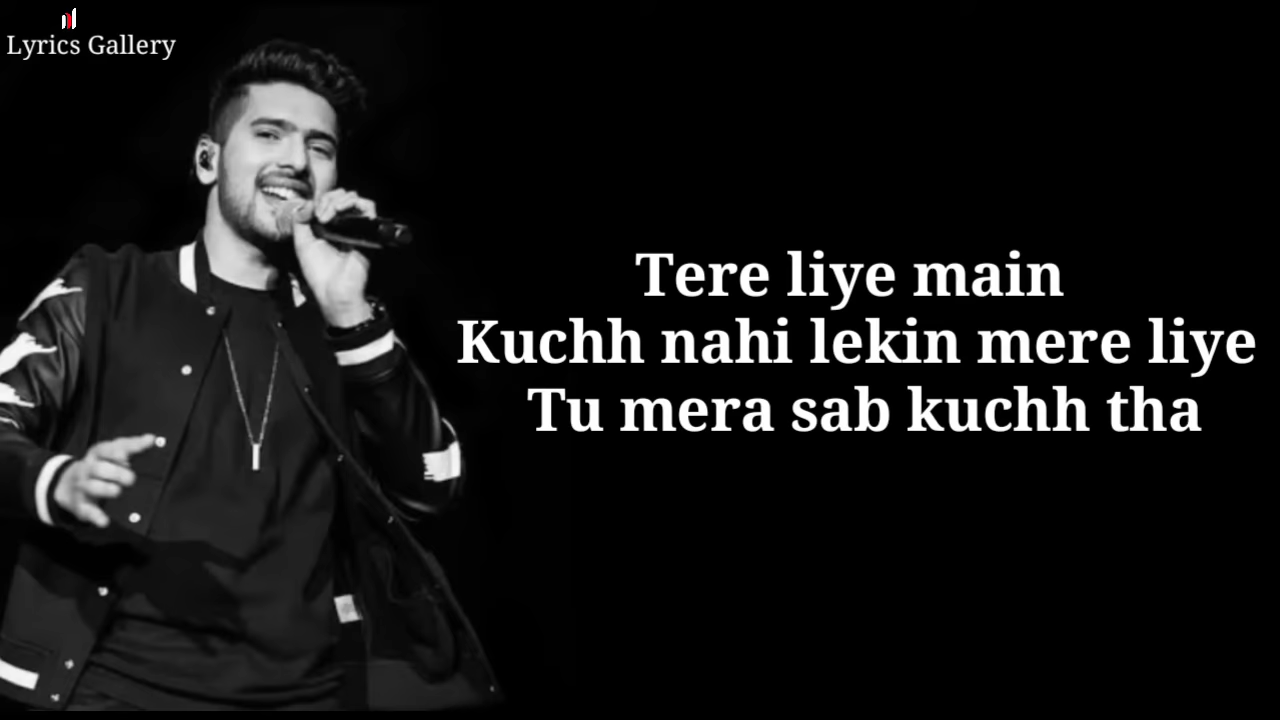 Lyrics Gallery
Tere liye main
Kuchh nahi lekin mere liye
Tu mera sab kuchh tha